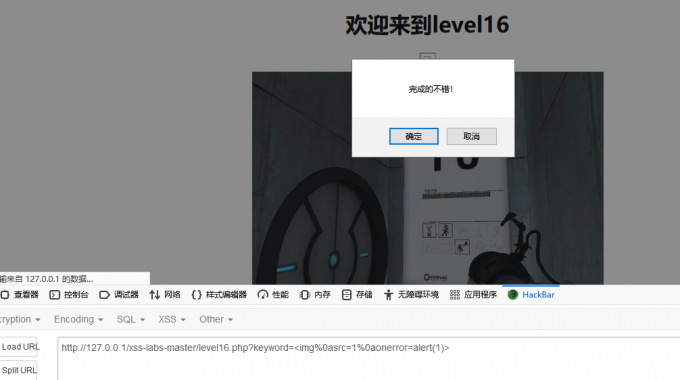 欢迎来到level16
完成的不错!
确定 取消
输来自 127.0.0.1 的数据...
查看器 控制台 调试器 网络 样式编辑器 性能 内存 存储 无障碍环境 应用程序 HackBar
cryption Encoding SQL XSS Other
Load URL
http://127.0.0.1/xss-labs-master/level16.php?keyword=<img%0asrc=1%0aonerror=alert(1)>
Split URL